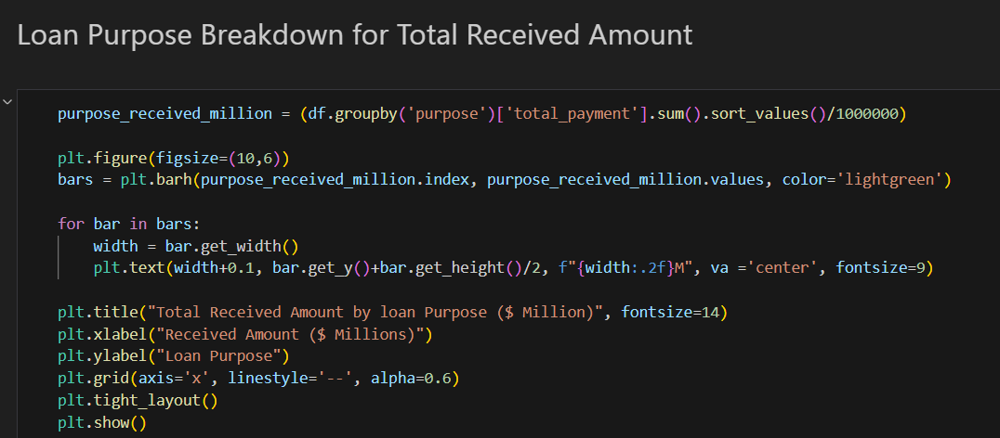 Loan Purpose Breakdown for Total Received Amount
purpose_received_million = (df.groupby('purpose')['total_payment'].sum().sort_values()/1000000)
plt.figure(figsize=(10,6))
bars = plt.barh(purpose_received_million.index, purpose_received_million.values, color='lightgreen')
for bar in bars:
    width = bar.get_width()
    plt.text(width+0.1, bar.get_y()+bar.get_height()/2, f"{width:.2f}M", va ='center', fontsize=9)
plt.title("Total Received Amount by loan Purpose ($ Million)", fontsize=14)
plt.xlabel("Received Amount ($ Millions)")
plt.ylabel("Loan Purpose")
plt.grid(axis='x', linestyle='--', alpha=0.6)
plt.tight_layout()
plt.show()